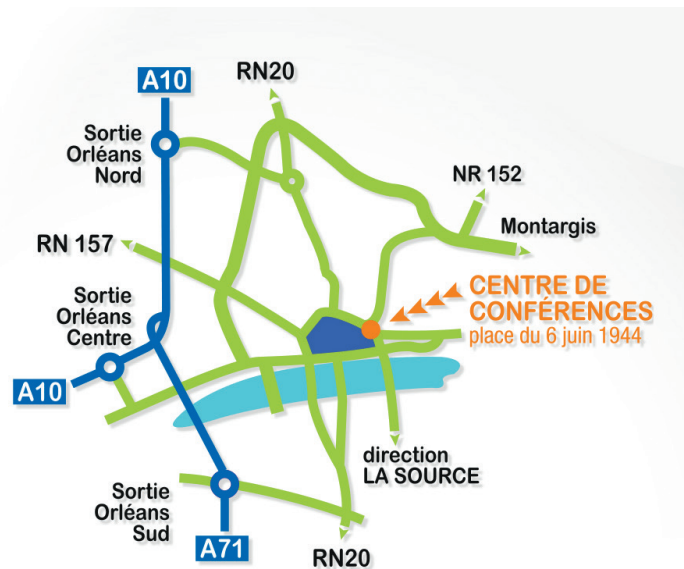 A10
RN20
Sortie
Orléans
Nord
NR 152
Montargis
RN 157
CENTRE DE
CONFÉRENCES
place du 6 juin 1944
Sortie
Orléans
Centre
A10
direction
LA SOURCE
Sortie
Orléans
Sud
A71
RN20